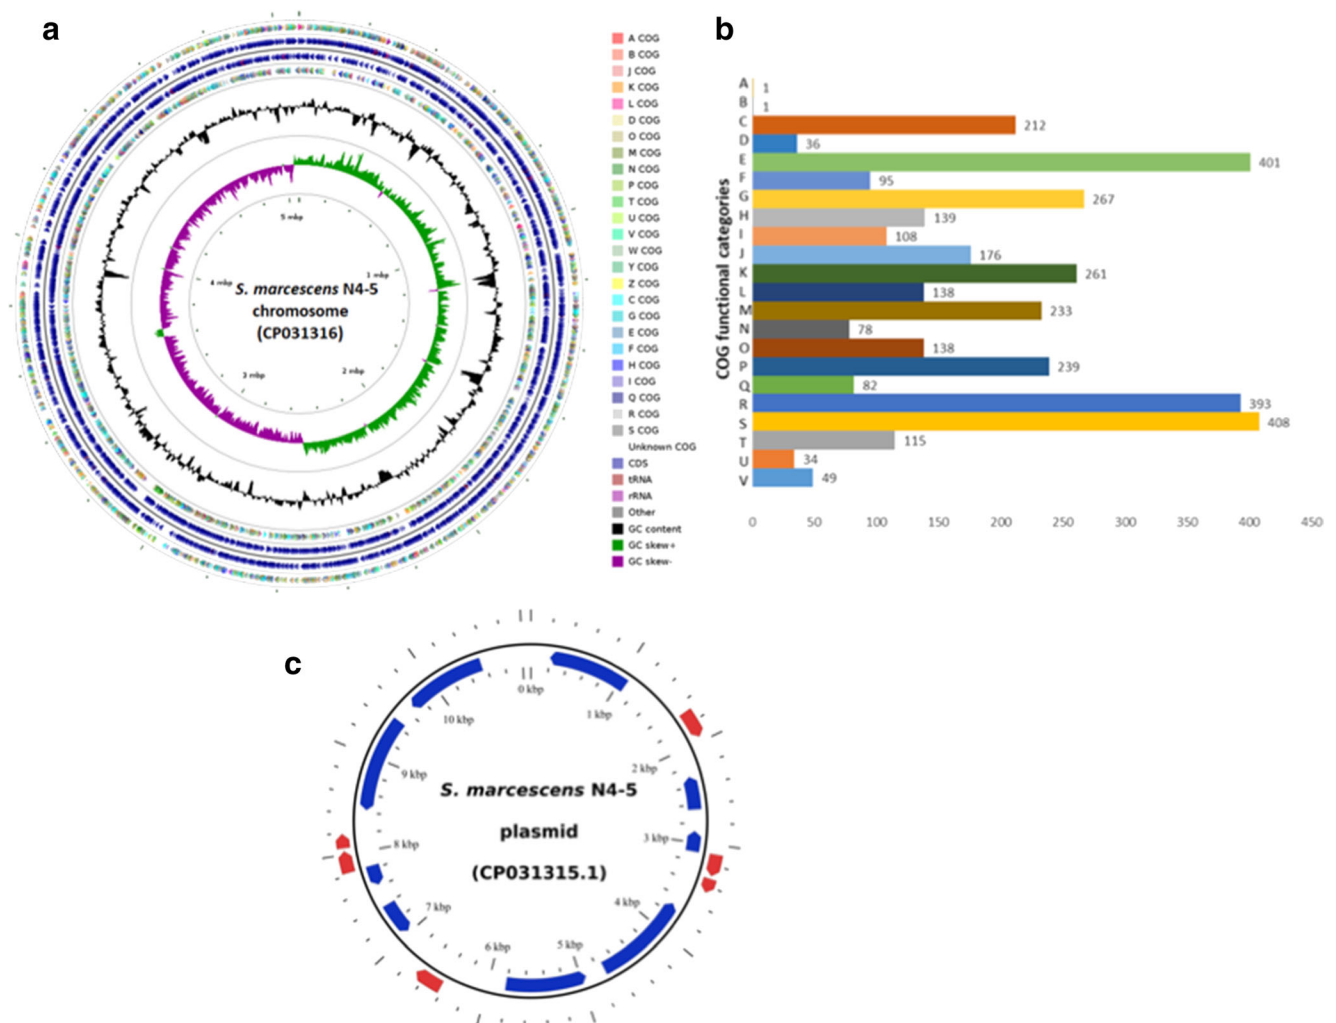 a
5 mbp
1 mbp
4 mbp
S. marcescens N4-5
chromosome
(CP031316)
3 mbp
2 mbp
A COG
B COG
J COG
K COG
L COG
D COG
O COG
M COG
N COG
P COG
T COG
U COG
V COG
W COG
Y COG
Z COG
C COG
G COG
E COG
F COG
H COG
I COG
Q COG
R COG
S COG
Unknown COG
CDS
tRNA
rRNA
Other
GC content
GC skew+
GC skew-
b
COG functional categories
A 1
B 1
C 212
D 36
E 401
F 95
G 267
H 139
I 108
J 176
K 261
L 138
M 233
N 78
O 138
P 239
Q 82
R 393
S 408
T 115
U 34
V 49
0 50 100 150 200 250 300 350 400 450
c
0 kbp
10 kbp
1 kbp
9 kbp
2 kbp
S. marcescens N4-5
plasmid
(CP031315.1)
8 kbp
3 kbp
7 kbp
4 kbp
6 kbp
5 kbp